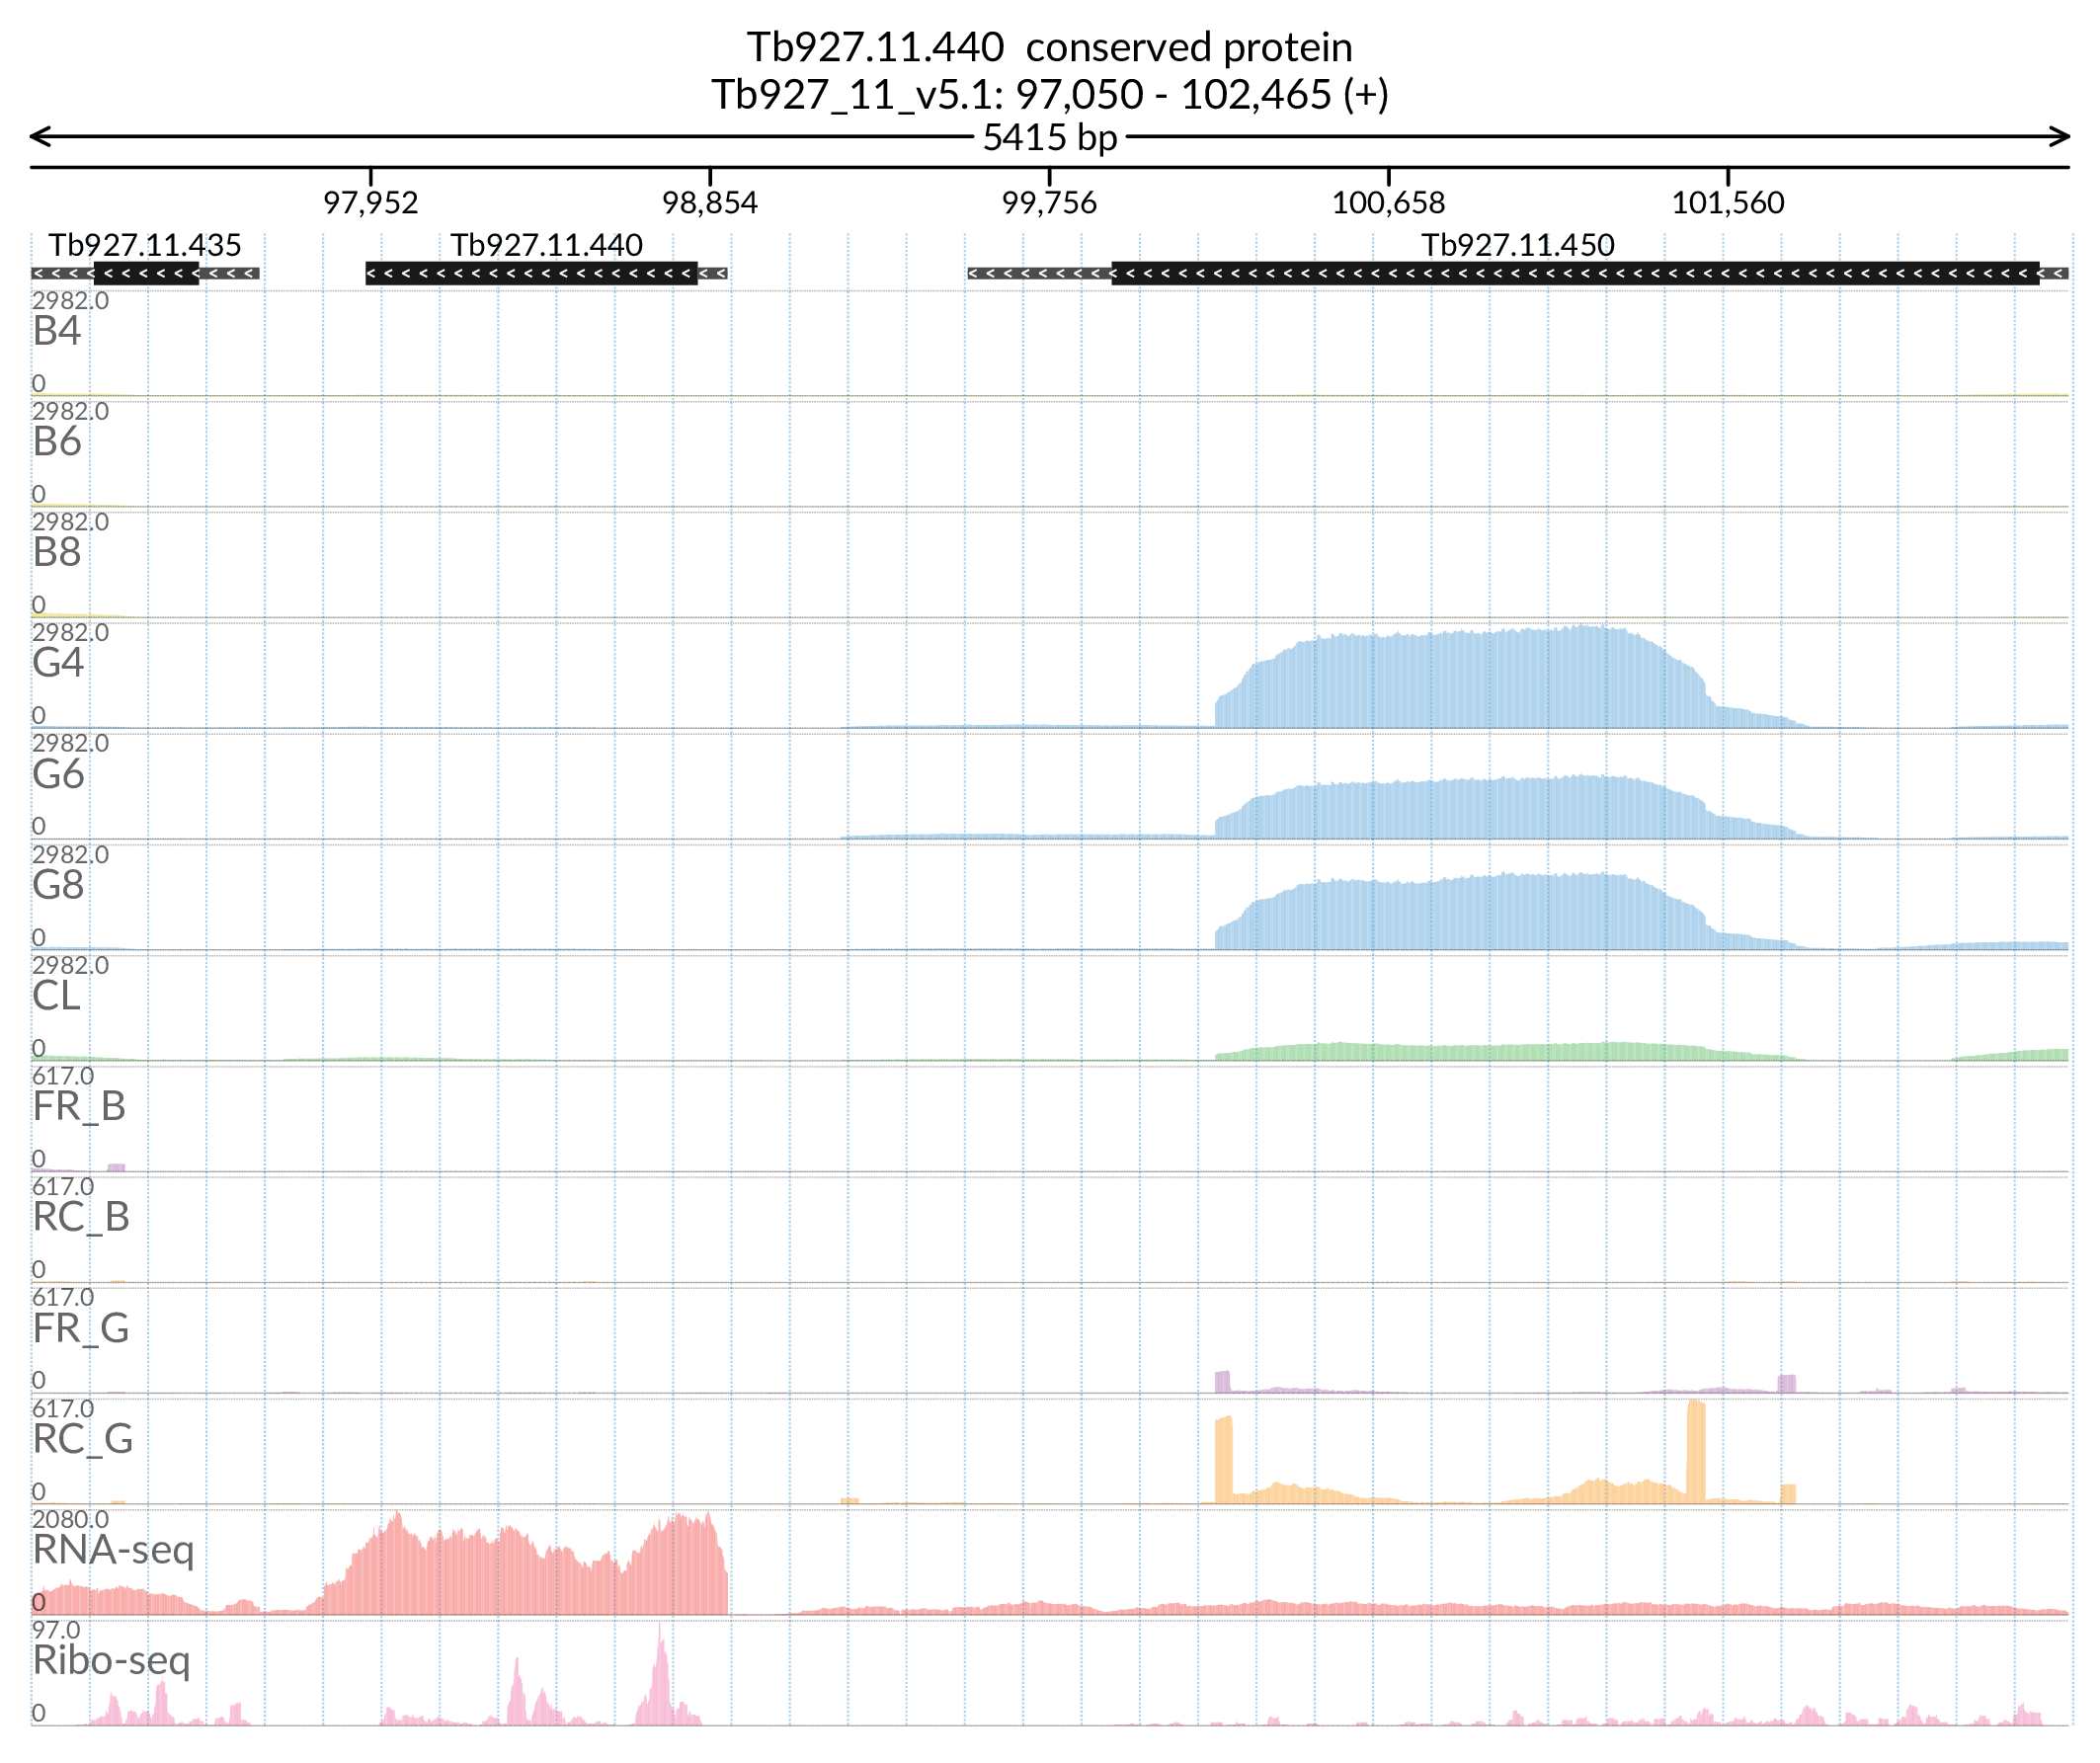 Tb927.11.440  conserved protein
Tb927_11_v5.1: 97,050 - 102,465 (+)
5415 bp
97,952 98,854 99,756 100,658 101,560
Tb927.11.435 Tb927.11.440 Tb927.11.450
2982.0
B4
0
2982.0
B6
0
2982.0
B8
0
2982.0
G4
0
2982.0
G6
0
2982.0
G8
0
2982.0
CL
0
617.0
FR_B
0
617.0
RC_B
0
617.0
FR_G
0
617.0
RC_G
0
2080.0
RNA-seq
0
97.0
Ribo-seq
0